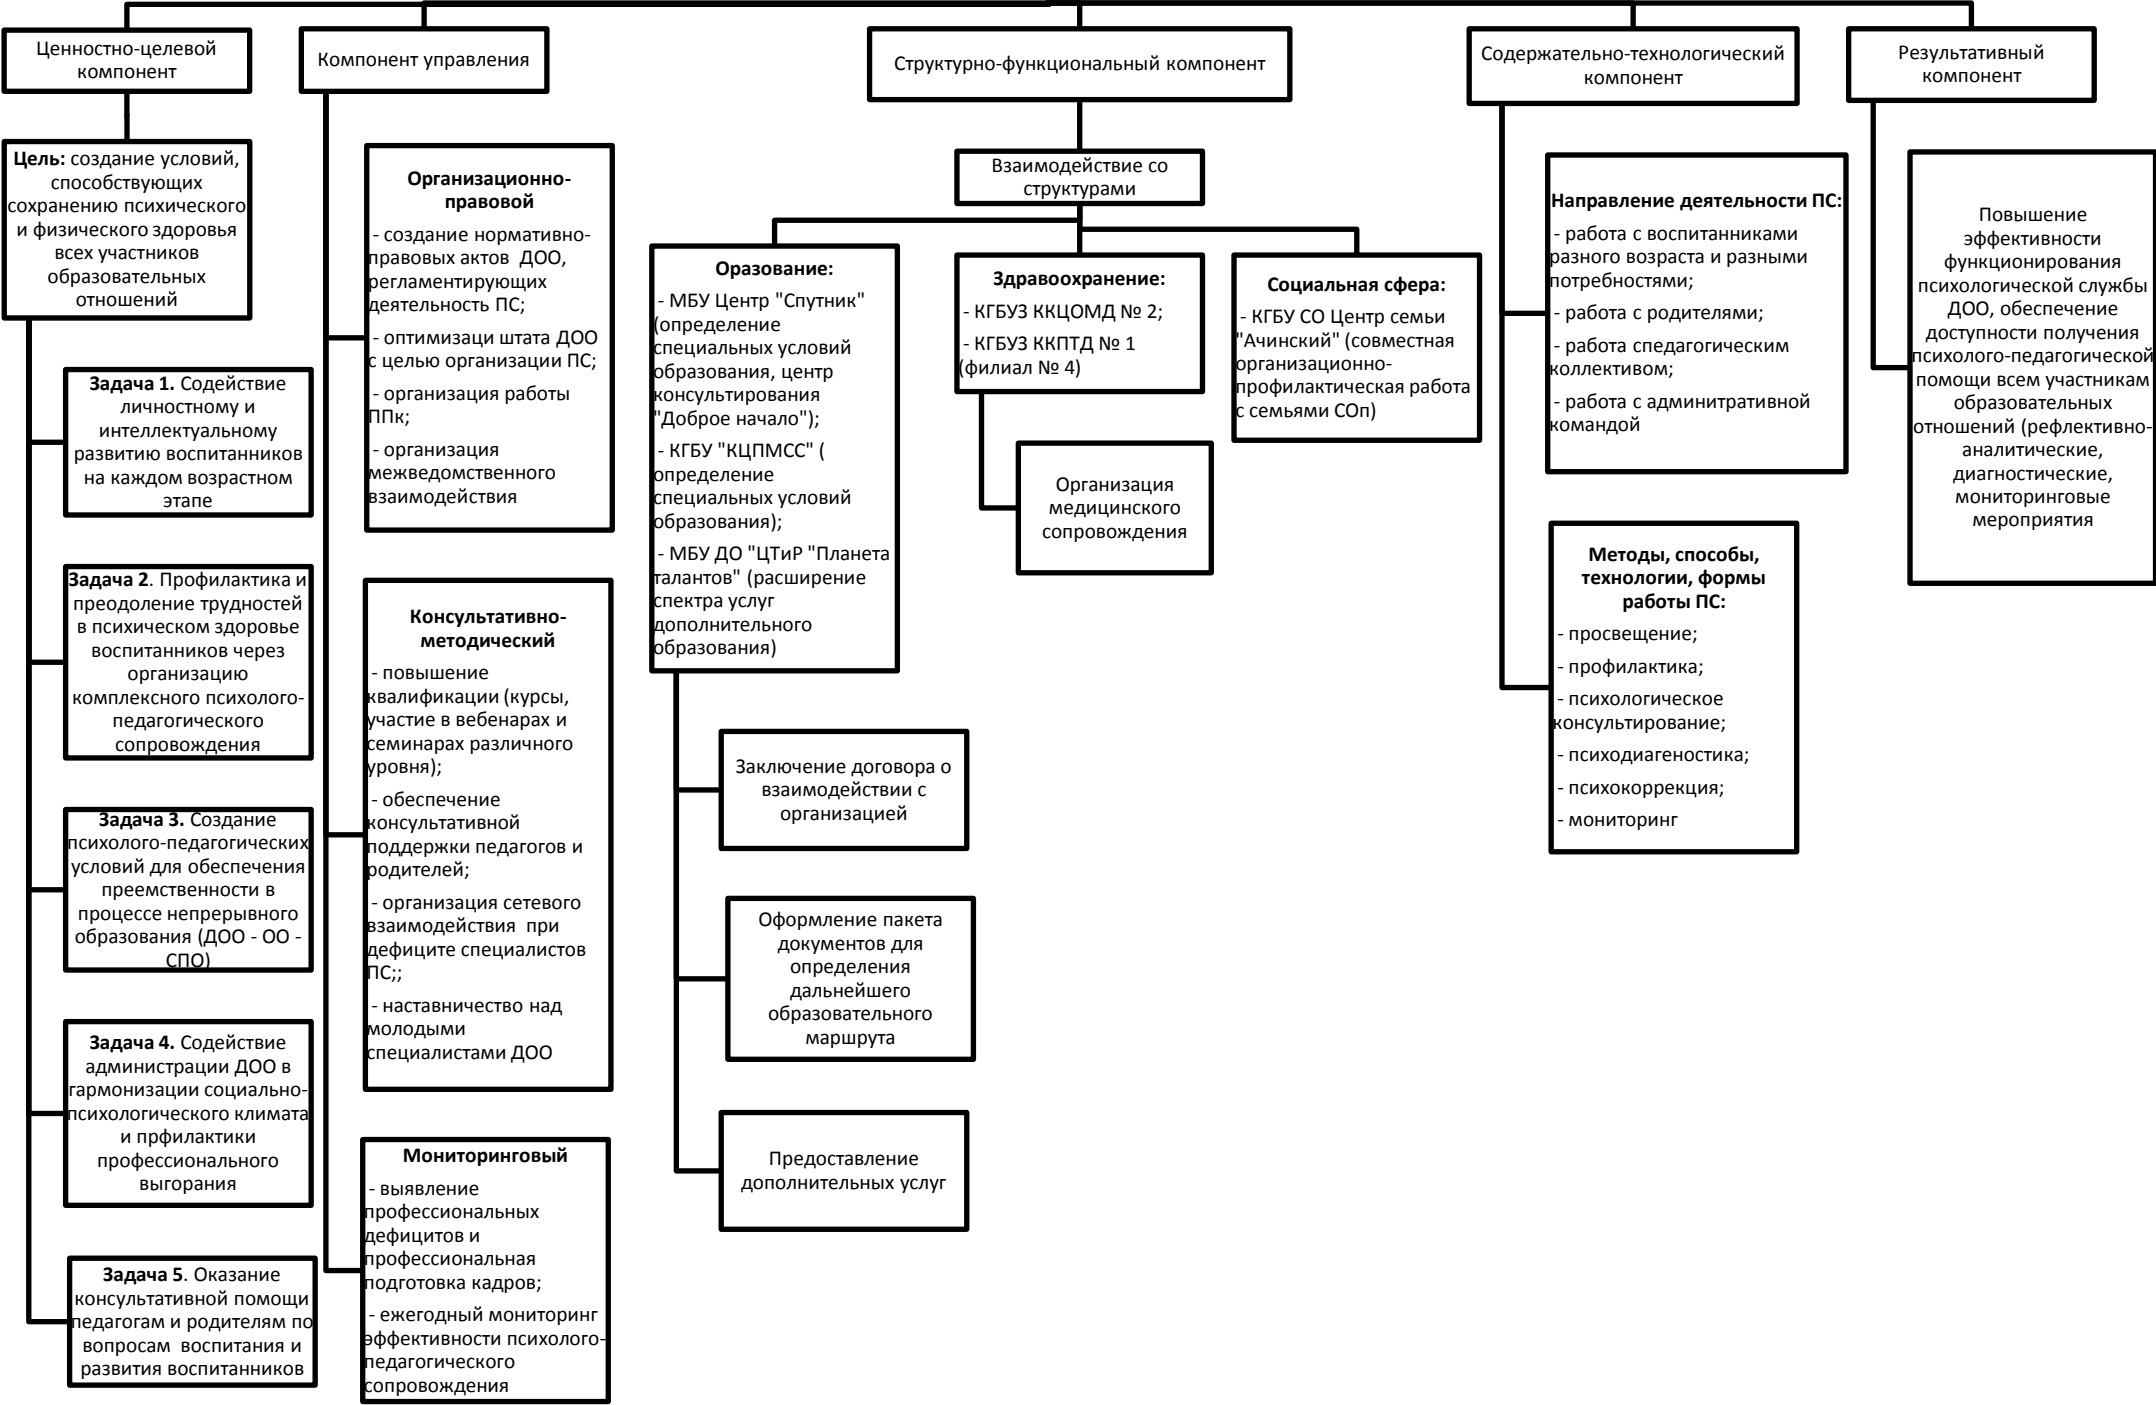 Ценностно-целевой
компонент
Компонент управления
Структурно-функциональный компонент
Содержательно-технологический
компонент
Результативный
компонент
Цель: создание условий,
способствующих
сохранению психического
и физического здоровья
всех участников
образовательных
отношений
Задача 1. Содействие
личностному и
интеллектуальному
развитию воспитанников
на каждом возрастном
этапе
Задача 2. Профилактика и
преодоление трудностей
в психическом здоровье
воспитанников через
организацию
комплексного психолого-
педагогического
сопровождения
Задача 3. Создание
психолого-педагогических
условий для обеспечения
преемственности в
процессе непрерывного
образования (ДОО - ОО -
СПО)
Задача 4. Содействие
администрации ДОО в
гармонизации социально-
психологического климата
и прфилактики
профессионального
выгорания
Задача 5. Оказание
консультативной помощи
педагогам и родителям по
вопросам воспитания и
развития воспитанников
Организационно-
правовой
- создание нормативно-
правовых актов ДОО,
регламентирующих
деятельность ПС;
- оптимизаци штата ДОО
с целью организации ПС;
- организация работы
ППк;
- организация
межведомственного
взаимодействия
Консультативно-
методический
- повышение
квалификации (курсы,
участие в вебенарах и
семинарах различного
уровня);
- обеспечение
консультативной
поддержки педагогов и
родителей;
- организация сетевого
взаимодействия при
дефиците специалистов
ПС;;
- наставничество над
молодыми
специалистами ДОО
Мониторинговый
- выявление
профессиональных
дефицитов и
профессиональная
подготовка кадров;
- ежегодный мониторинг
эффективности психолого-
педагогического
сопровождения
Взаимодействие со
структурами
Оразование:
- МБУ Центр "Спутник"
(определение
специальных условий
образования, центр
консультирования
"Доброе начало");
- КГБУ "КЦПМСС" (
определение
специальных условий
образования);
- МБУ ДО "ЦТиР "Планета
талантов" (расширение
спектра услуг
дополнительного
образования)
Заключение договора о
взаимодействии с
организацией
Оформление пакета
документов для
определения
дальнейшего
образовательного
маршрута
Предоставление
дополнительных услуг
Здравоохранение:
- КГБУЗ ККЦОМД № 2;
- КГБУЗ ККПТД № 1
(филиал № 4)
Организация
медицинского
сопровождения
Социальная сфера:
- КГБУ СО Центр семьи
"Ачинский" (совместная
организационно-
профилактическая работа
с семьями СОп)
Направление деятельности ПС:
- работа с воспитанниками
разного возраста и разными
потребностями;
- работа с родителями;
- работа спедагогическим
коллективом;
- работа с админитративной
командой
Методы, способы,
технологии, формы
работы ПС:
- просвещение;
- профилактика;
- психологическое
консультирование;
- психодиагеностика;
- психокоррекция;
- мониторинг
Повышение
эффективности
функционирования
психологической службы
ДОО, обеспечение
доступности получения
психолого-педагогической
помощи всем участникам
образовательных
отношений (рефлективно-
аналитические,
диагностические,
мониторинговые
мероприятия